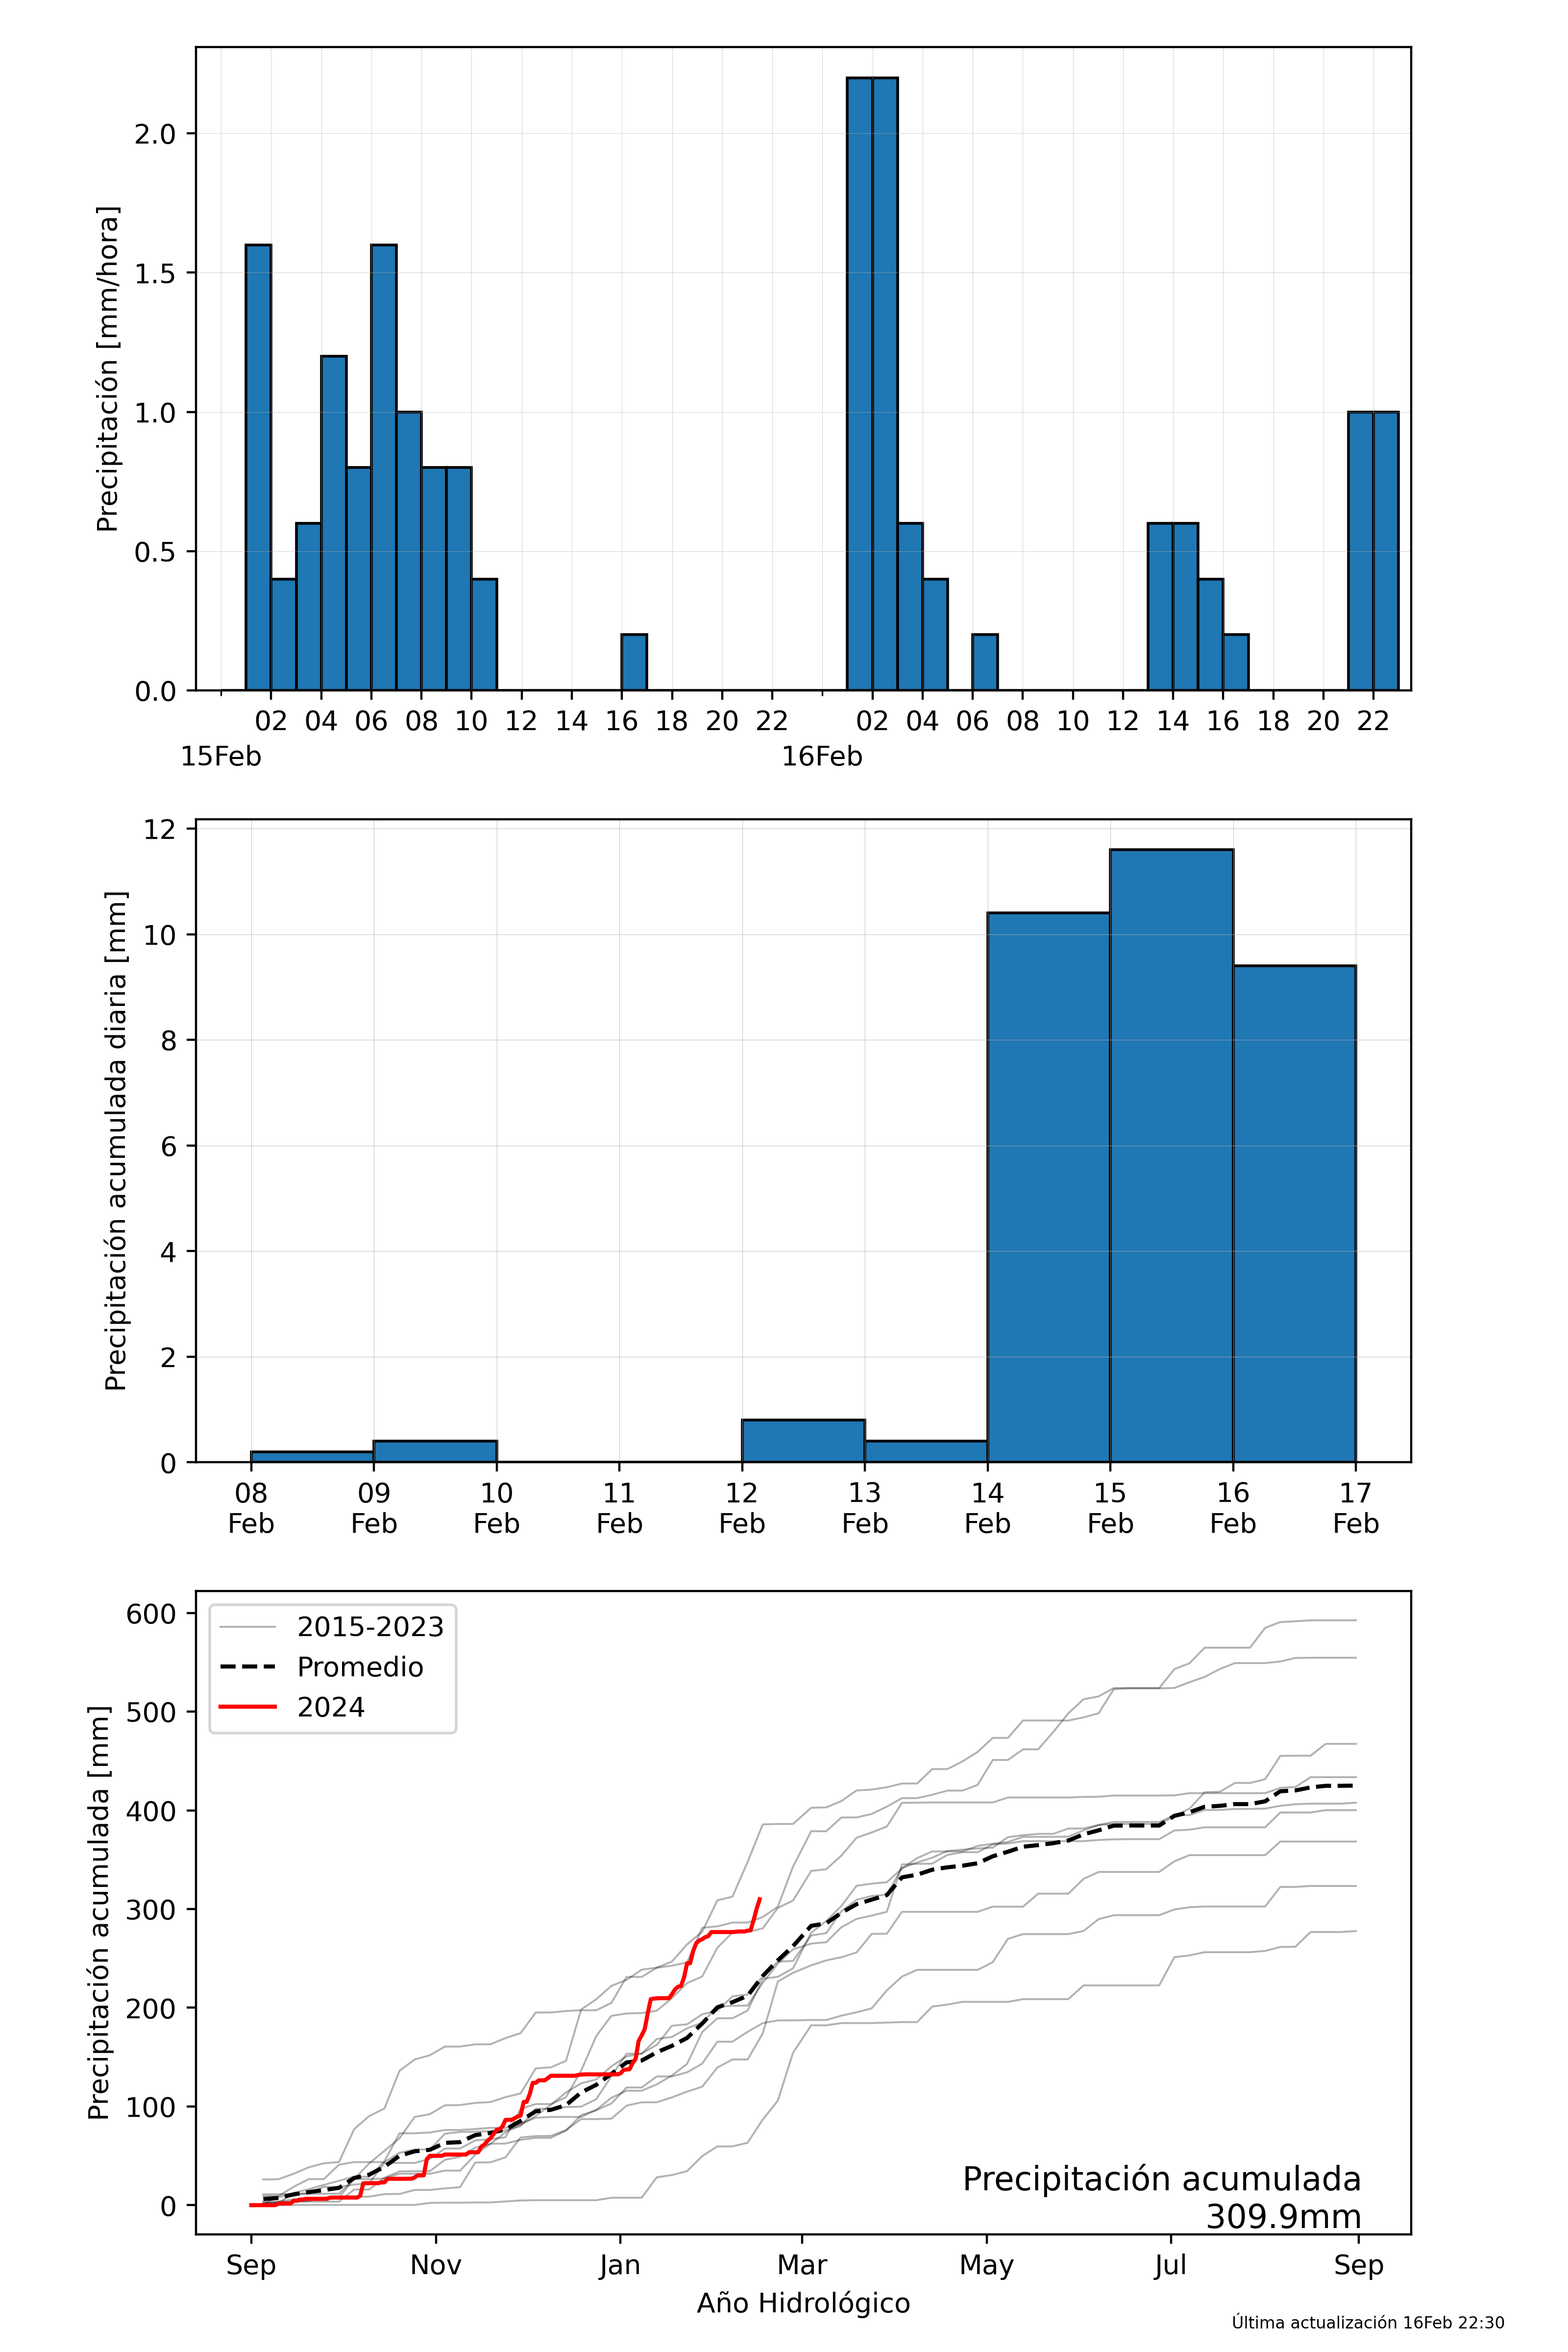 Precipitación [mm/hora]
2.0
1.5
1.0
0.5
0.0
02 04 06 08 10 12 14 16 18 20 22 02 04 06 08 10 12 14 16 18 20 22
15Feb 16Feb
Precipitación acumulada diaria [mm]
12
10
8
6
4
2
0
08 09 10 11 12 13 14 15 16 17
Feb Feb Feb Feb Feb Feb Feb Feb Feb Feb
Precipitación acumulada [mm]
600
500
400
300
200
100
0
2015-2023
Promedio
2024
Precipitación acumulada
309.9mm
Sep Nov Jan Mar May Jul Sep
Año Hidrológico
Última actualización 16Feb 22:30